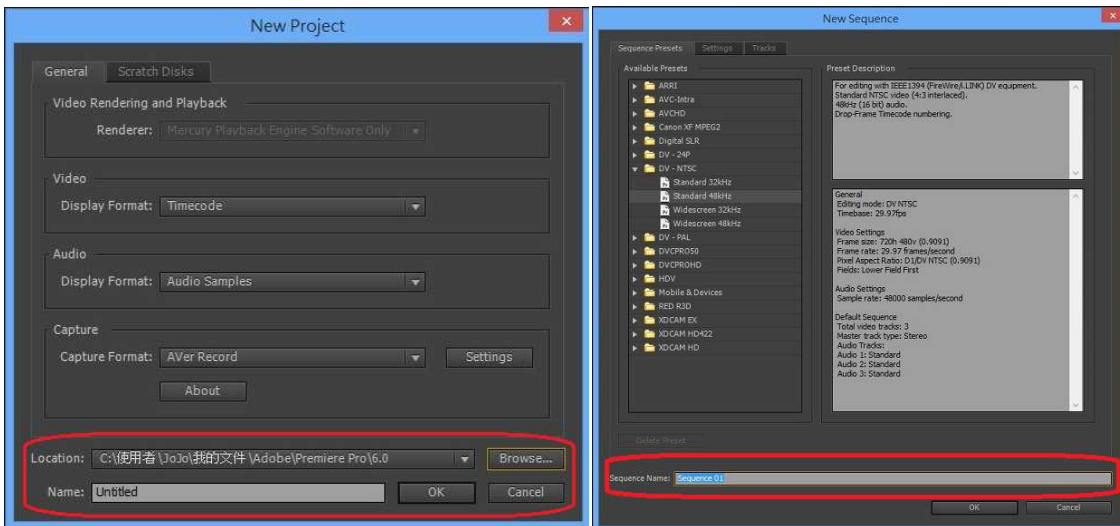 New Project
General
Scratch Disks
Video Rendering and Playback
Renderer: Mercury Playback Engine Software Only
Video
Display Format: Timecode
Audio
Display Format: Audio Samples
Capture
Capture Format: AVer Record
Settings
About
Location: C:\使用者\JoJo\我的文件\Adobe\Premiere Pro\6.0
Browse...
Name: Untitled
OK
Cancel
New Sequence
Sequence Presets
Settings
Tracks
Available Presets
ARRI
AVC-Intra
AVCHD
Canon XF MPEG2
Digital SLR
DV - 24P
DV - NTSC
Standard 32kHz
Standard 48kHz
Widescreen 32kHz
Widescreen 48kHz
DV - PAL
DVCPRO50
DVCPROHD
HDV
Mobile & Devices
RED R3D
XDCAM EX
XDCAM HD422
XDCAM HD
Preset Description
For editing with IEEE1394 (FireWire/i.LINK) DV equipment.
Standard NTSC video (4:3 interlaced).
48kHz (16 bit) audio.
Drop-Frame Timecode numbering.
General
Editing mode: DV NTSC
Timebase: 29.97fps
Video Settings
Frame size: 720h 480v (0.9091)
Frame rate: 29.97 frames/second
Pixel Aspect Ratio: D1/DV NTSC (0.9091)
Fields: Lower Field First
Audio Settings
Sample rate: 48000 samples/second
Default Sequence
Total video tracks: 3
Master track type: Stereo
Audio Tracks:
Audio 1: Standard
Audio 2: Standard
Audio 3: Standard
Delete Preset
Sequence Name: Sequence 01
OK
Cancel